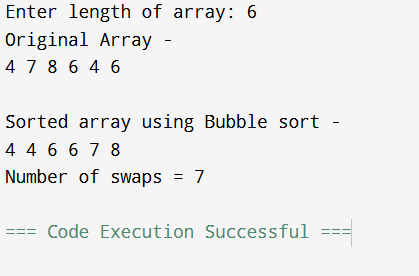 Enter length of array: 6
Original Array -
4 7 8 6 4 6
Sorted array using Bubble sort -
4 4 6 6 7 8
Number of swaps = 7
=== Code Execution Successful ===